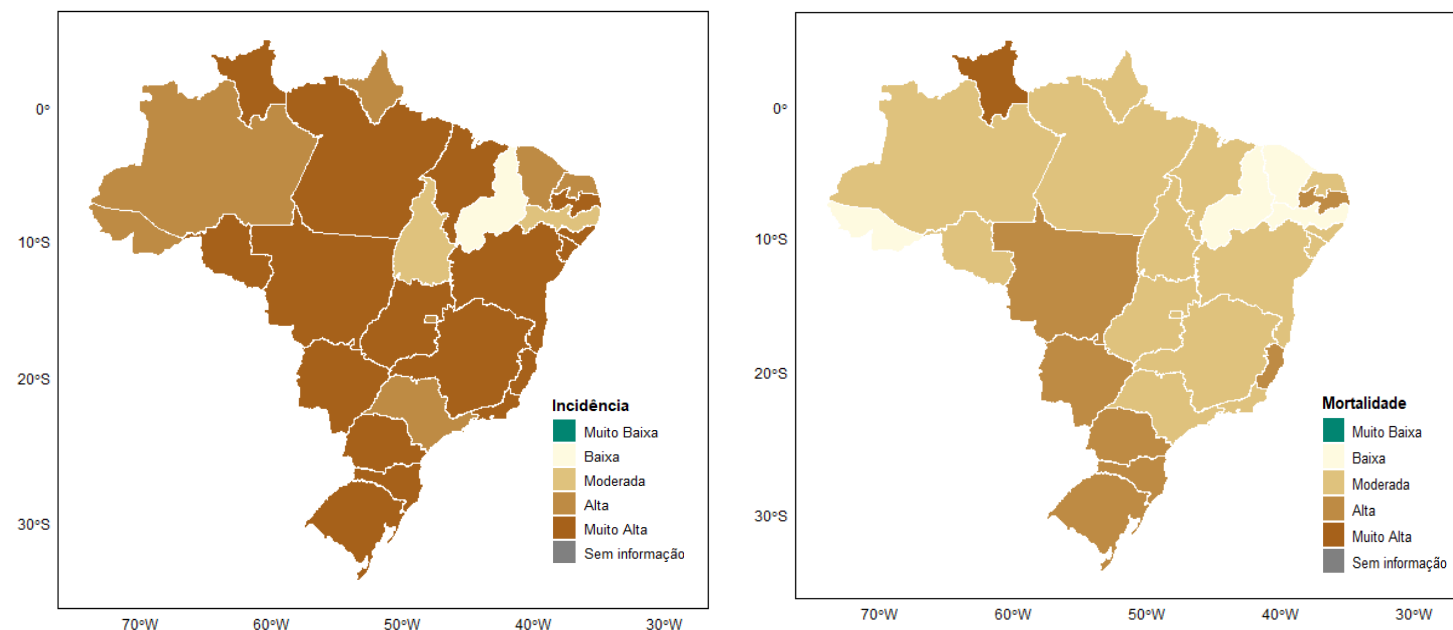 0°
10°S
20°S
30°S
70°W
60°W
50°W
40°W
30°W
Incidência
Muito Baixa
Baixa
Moderada
Alta
Muito Alta
Sem informação
0°
10°S
20°S
30°S
70°W
60°W
50°W
40°W
30°W
Mortalidade
Muito Baixa
Baixa
Moderada
Alta
Muito Alta
Sem informação